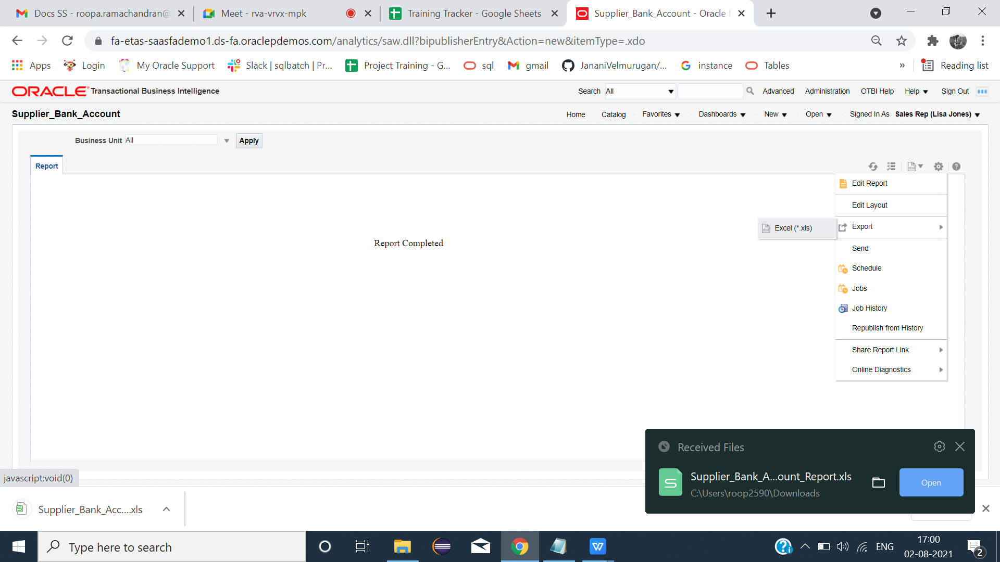 Docs SS - roopa.ramachandran@
Meet - rva-vrvx-mpk
Training Tracker - Google Sheets
Supplier_Bank_Account - Oracle
fa-etas-saasfademo1.ds-fa.oraclepdemos.com/analytics/saw.dll?bipublisherEntry&Action=new&itemType=.xdo
Apps
Login
My Oracle Support
Slack | sqlbatch | Pr...
Project Training - G...
sql
gmail
JananiVelmurugan/...
instance
Tables
»
Reading list
ORACLE Transactional Business Intelligence
Search
All
Advanced
Administration
OTBI Help
Help
Sign Out
Supplier_Bank_Account
Home
Catalog
Favorites
Dashboards
New
Open
Signed In As Sales Rep (Lisa Jones)
Business Unit All
Apply
Report
Edit Report
Edit Layout
Export
Excel (*.xls)
Report Completed
Send
Schedule
Jobs
Job History
Republish from History
Share Report Link
Online Diagnostics
Received Files
Supplier_Bank_A...ount_Report.xls
C:\Users\roop2590\Downloads
Open
javascript:void(0)
Supplier_Bank_Acc....xls
Type here to search
ENG
17:00
02-08-2021
2